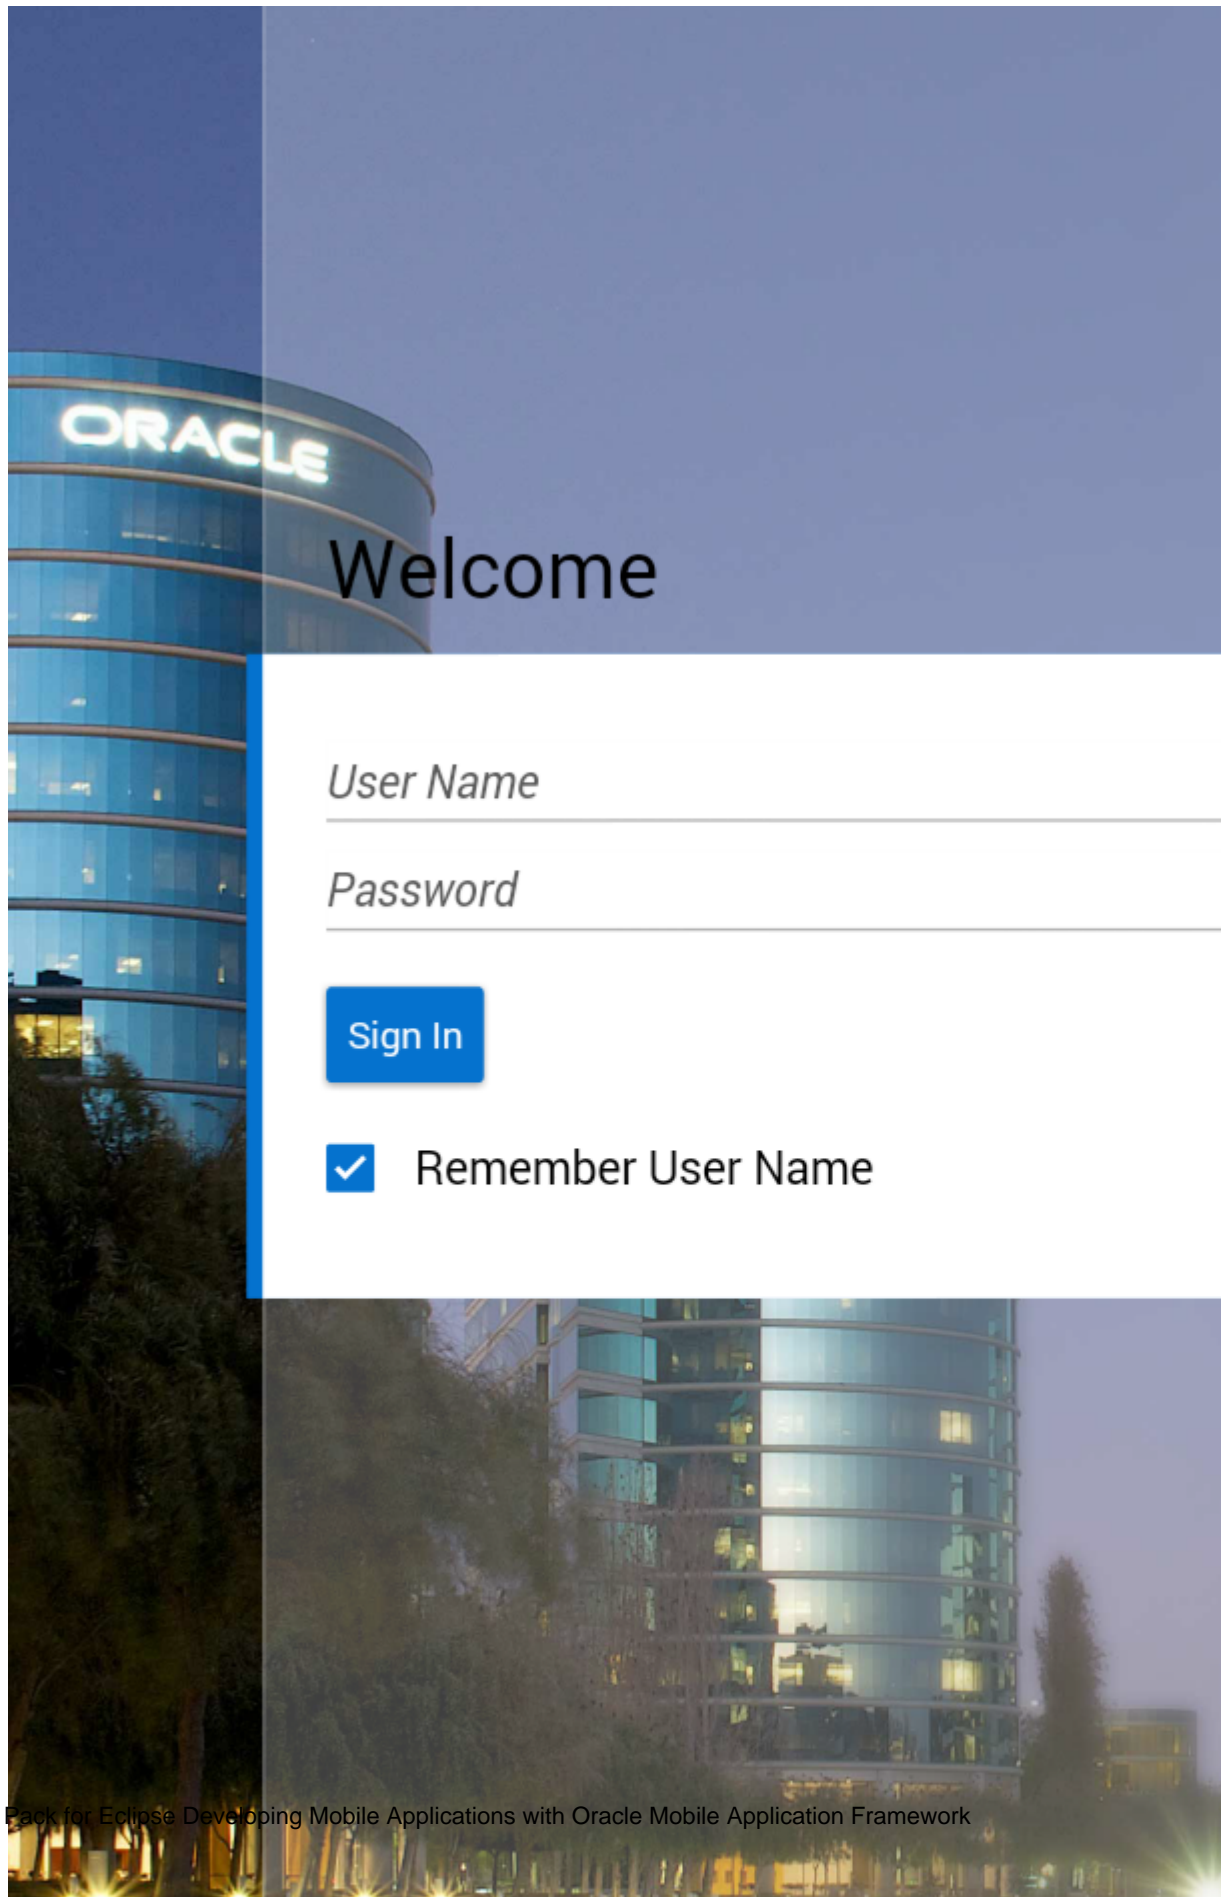 ORACLE
Welcome
User Name
Password
Sign In
Remember User Name
Pack for Eclipse Developing Mobile Applications with Oracle Mobile Application Framework